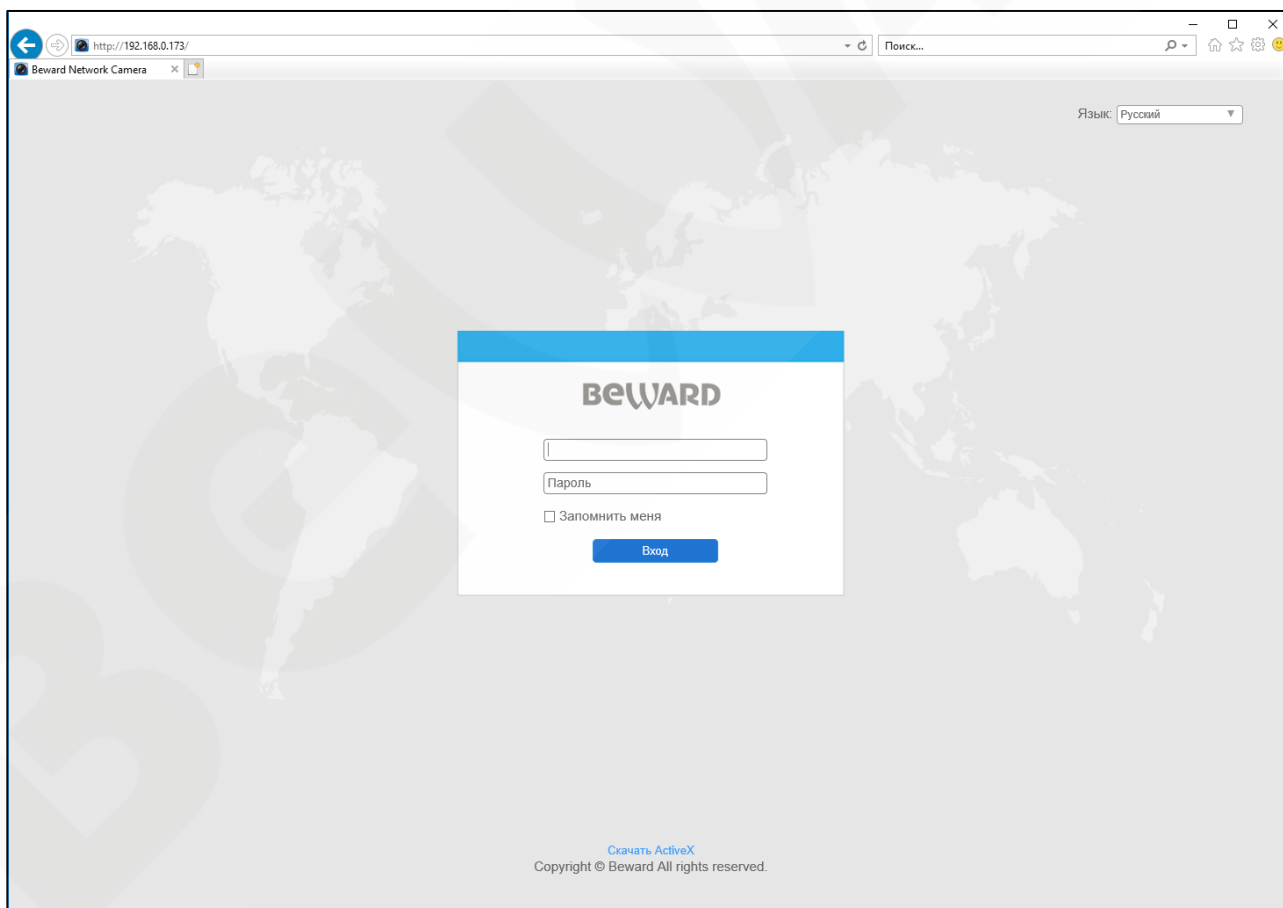 http://192.168.0.173/
Поиск...
Beward Network Camera
Язык: Русский
BEWARD
Пароль
Запомнить меня
Вход
Скачать ActiveX
Copyright © Beward All rights reserved.